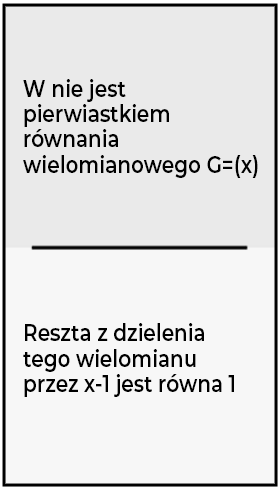 W nie jest
pierwiastkiem
równania
wielomianowego G=(x)
Reszta z dzielenia
tego wielomianu
przez x-1 jest równa 1